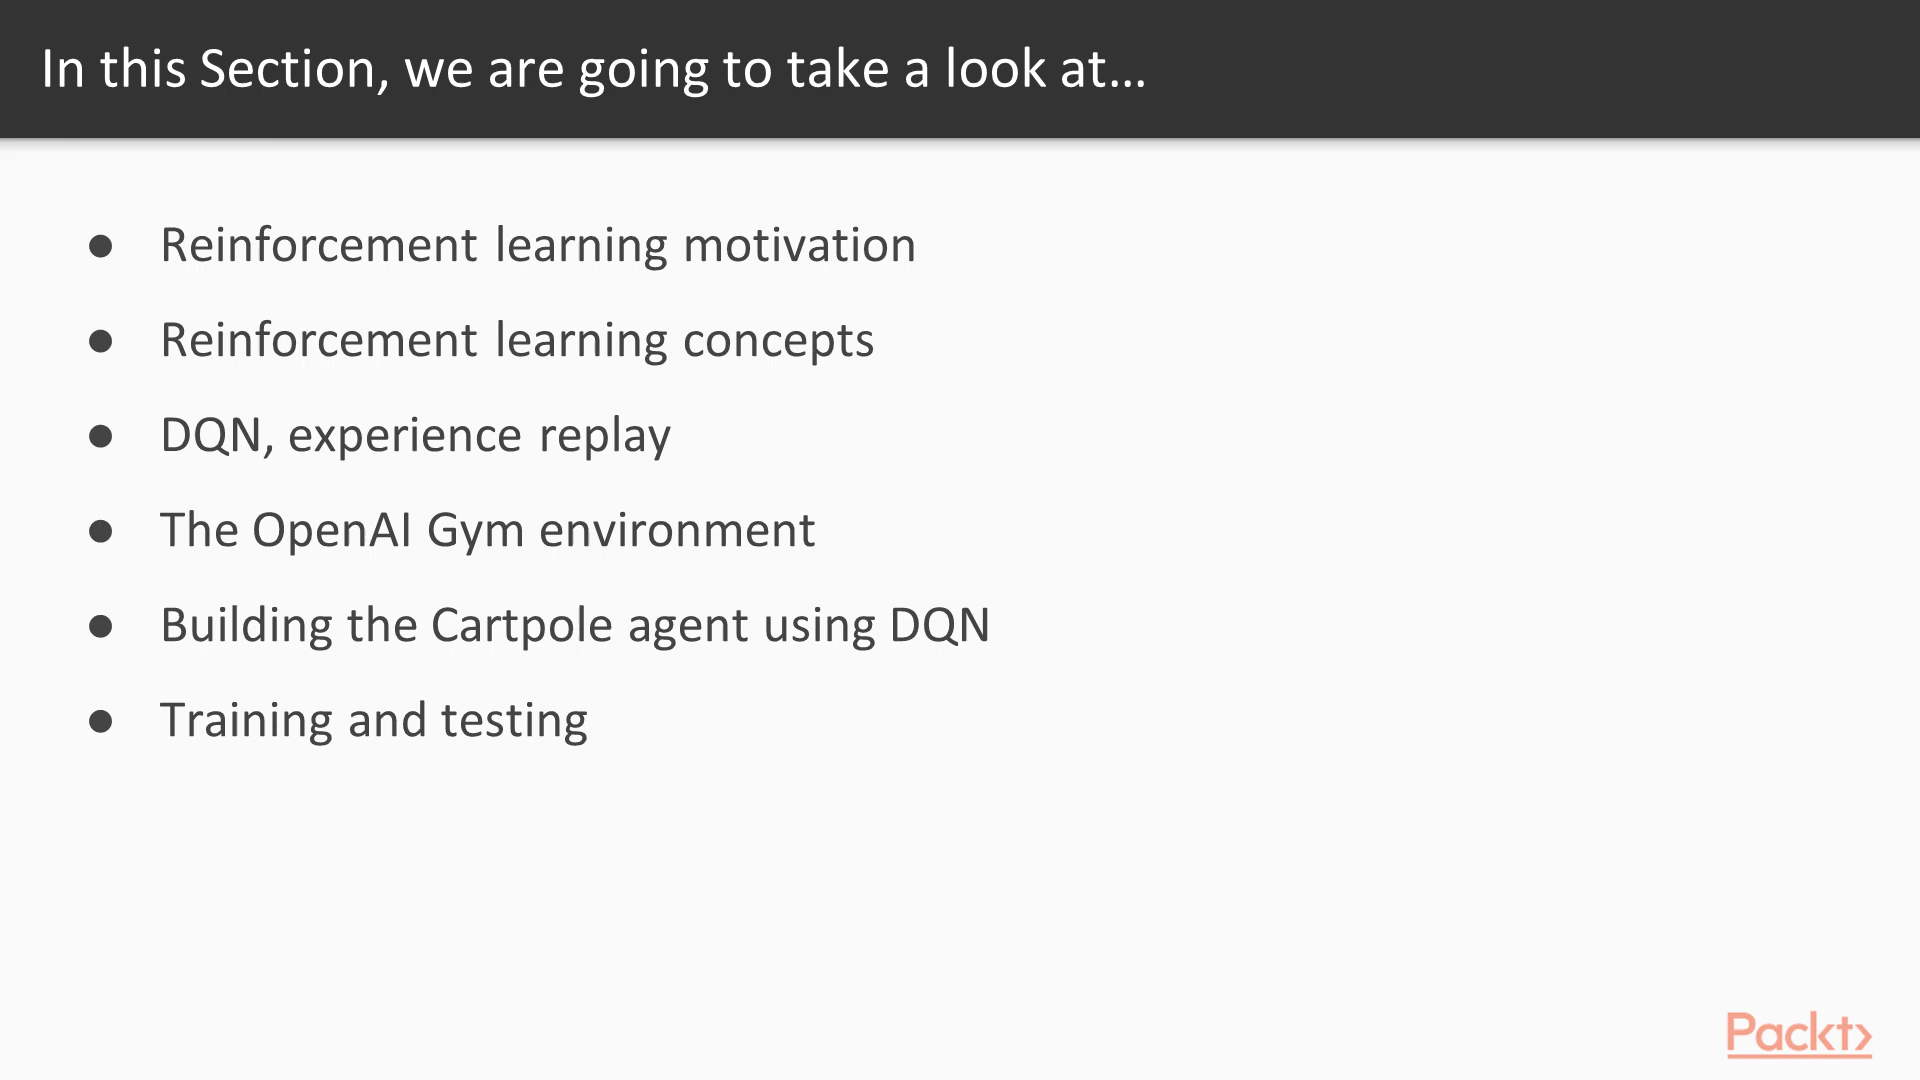 In this Section, we are going to take a look at...
● Reinforcement learning motivation
● Reinforcement learning concepts
● DQN, experience replay
● The OpenAI Gym environment
● Building the Cartpole agent using DQN
● Training and testing
Packt>